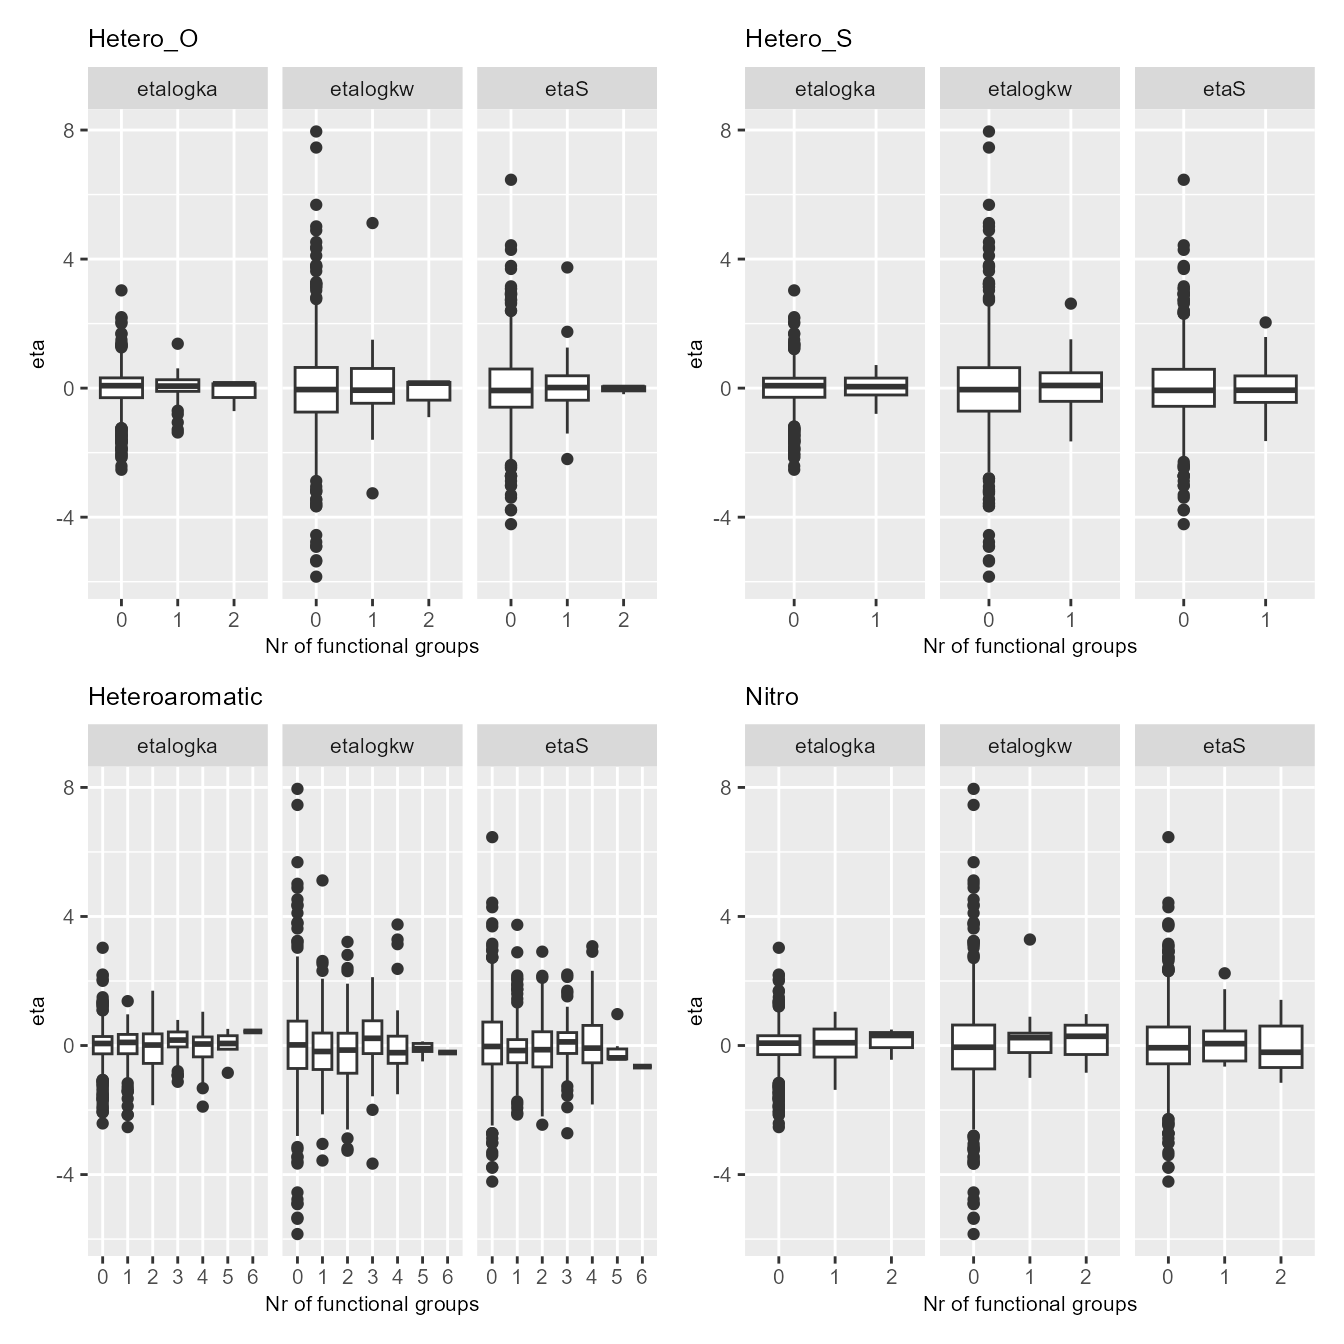 Hetero_O
etalogka etalogkw etaS
8
4
0
-4
eta
0 1 2 0 1 2 0 1 2
Nr of functional groups
Hetero_S
etalogka etalogkw etaS
8
4
0
-4
eta
0 1 0 1 0 1
Nr of functional groups
Heteroaromatic
etalogka etalogkw etaS
8
4
0
-4
eta
0 1 2 3 4 5 6 0 1 2 3 4 5 6 0 1 2 3 4 5 6
Nr of functional groups
Nitro
etalogka etalogkw etaS
8
4
0
-4
eta
0 1 2 0 1 2 0 1 2
Nr of functional groups